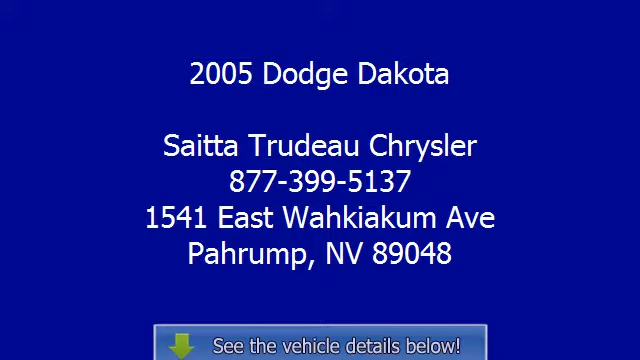 2005 Dodge Dakota
Saitta Trudeau Chrysler
877-399-5137
1541 East Wahkiakum Ave
Pahrump, NV 89048
See the vehicle details below!